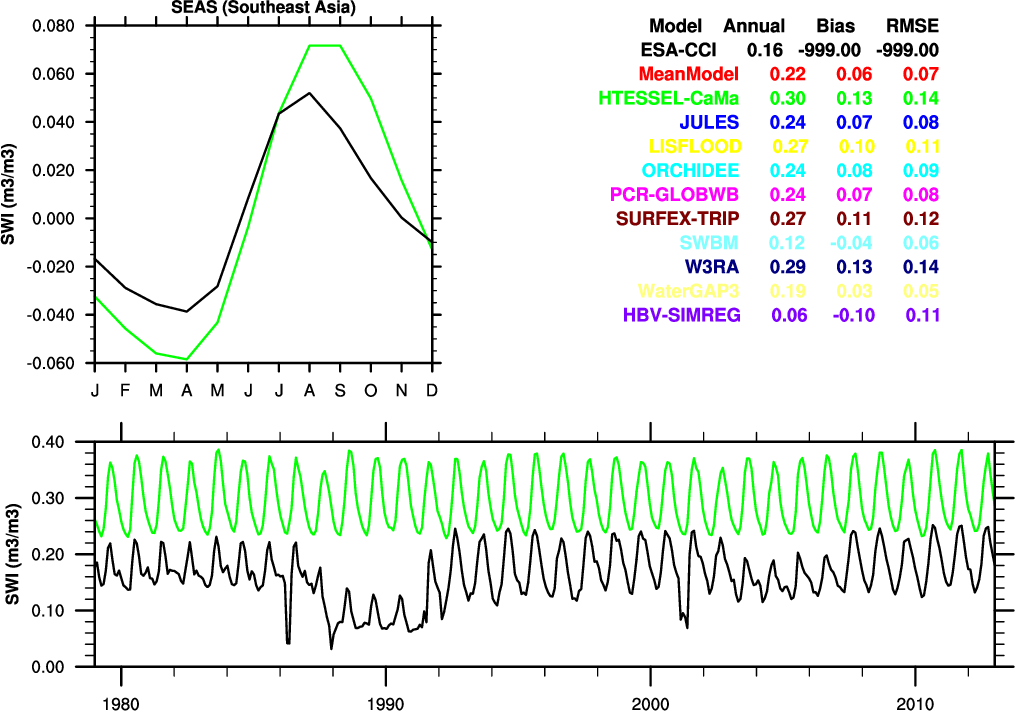 SEAS (Southeast Asia)
0.080
0.060
0.040
0.020
0.000
-0.020
-0.040
-0.060
SWI (m3/m3)
J F M A M J J A S O N D
Model Annual Bias RMSE
ESA-CCI 0.16 -999.00 -999.00
MeanModel 0.22 0.06 0.07
HTESSEL-CaMa 0.30 0.13 0.14
JULES 0.24 0.07 0.08
LISFLOOD 0.27 0.10 0.11
ORCHIDEE 0.24 0.08 0.09
PCR-GLOBWB 0.24 0.07 0.08
SURFEX-TRIP 0.27 0.11 0.12
SWBM 0.12 -0.04 0.06
W3RA 0.29 0.13 0.14
WaterGAP3 0.19 0.03 0.05
HBV-SIMREG 0.06 -0.10 0.11
0.40
0.30
0.20
0.10
0.00
SWI (m3/m3)
1980 1990 2000 2010